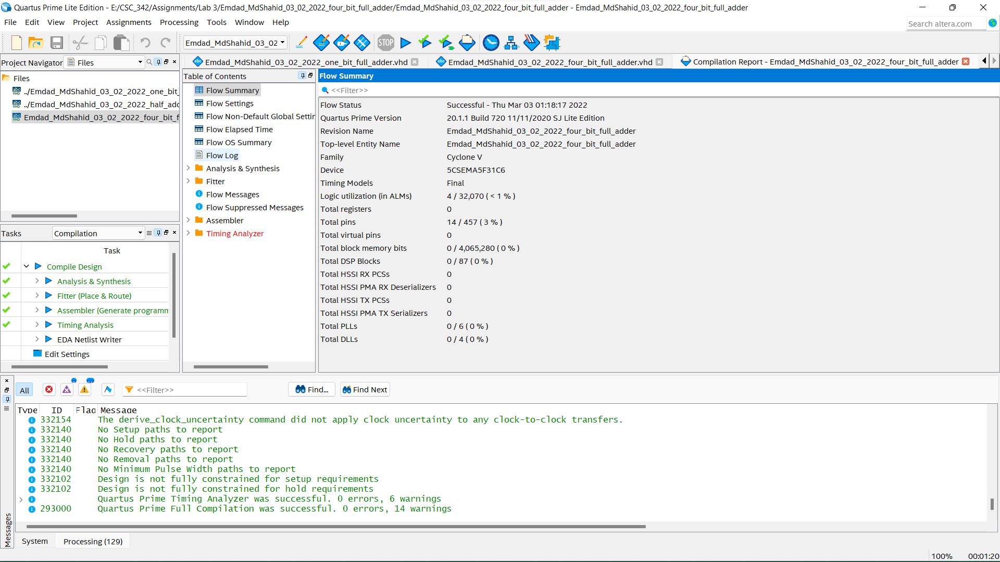 Quartus Prime Lite Edition - E:/CSC_342/Assignments/Lab 3/Emdad_MdShahid_03_02_2022_four_bit_full_adder/Emdad_MdShahid_03_02_2022_four_bit_full_adder - Emdad_MdShahid_03_02_2022_four_bit_full_adder
File Edit View Project Assignments Processing Tools Window Help
Search altera.com
Emdad_MdShahid_03_02
STOP
Project Navigator Files
Files
../Emdad_MdShahid_03_02_2022_one_bit_
../Emdad_MdShahid_03_02_2022_half_adc
Emdad_MdShahid_03_02_2022_four_bit_f
Tasks Compilation
Task
Compile Design
Analysis & Synthesis
Fitter (Place & Route)
Assembler (Generate programm
Timing Analysis
EDA Netlist Writer
Edit Settings
Emdad_MdShahid_03_02_2022_one_bit_full_adder.vhd
Emdad_MdShahid_03_02_2022_four_bit_full_adder.vhd
Compilation Report - Emdad_MdShahid_03_02_2022_four_bit_full_adder
Table of Contents
Flow Summary
Flow Settings
Flow Non-Default Global Settin
Flow Elapsed Time
Flow OS Summary
Flow Log
Analysis & Synthesis
Fitter
Flow Messages
Flow Suppressed Messages
Assembler
Timing Analyzer
Flow Summary
<<Filter>>
Flow Status Successful - Thu Mar 03 01:18:17 2022
Quartus Prime Version 20.1.1 Build 720 11/11/2020 SJ Lite Edition
Revision Name Emdad_MdShahid_03_02_2022_four_bit_full_adder
Top-level Entity Name Emdad_MdShahid_03_02_2022_four_bit_full_adder
Family Cyclone V
Device 5CSEMA5F31C6
Timing Models Final
Logic utilization (in ALMs) 4 / 32,070 ( < 1 % )
Total registers 0
Total pins 14 / 457 ( 3 % )
Total virtual pins 0
Total block memory bits 0 / 4,065,280 ( 0 % )
Total DSP Blocks 0 / 87 ( 0 % )
Total HSSI RX PCSs 0
Total HSSI PMA RX Deserializers 0
Total HSSI TX PCSs 0
Total HSSI PMA TX Serializers 0
Total PLLs 0 / 6 ( 0 % )
Total DLLs 0 / 4 ( 0 % )
All <<Filter>> Find... Find Next
Type ID Flag Message
332154 The derive_clock_uncertainty command did not apply clock uncertainty to any clock-to-clock transfers.
332140 No Setup paths to report
332140 No Hold paths to report
332140 No Recovery paths to report
332140 No Removal paths to report
332140 No Minimum Pulse Width paths to report
332102 Design is not fully constrained for setup requirements
332102 Design is not fully constrained for hold requirements
Quartus Prime Timing Analyzer was successful. 0 errors, 6 warnings
293000 Quartus Prime Full Compilation was successful. 0 errors, 14 warnings
Messages
System Processing (129)
100% 00:01:20